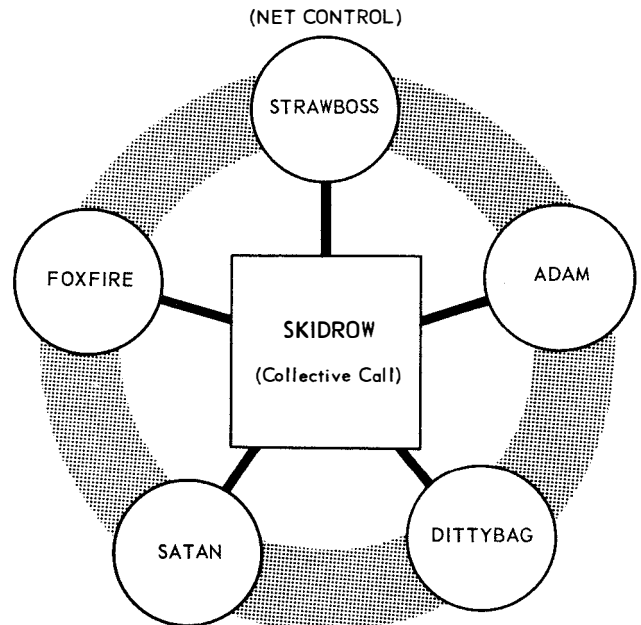 (NET CONTROL)
STRAWBOSS
FOXFIRE
ADAM
SKIDROW
(Collective Call)
SATAN
DITTYBAG